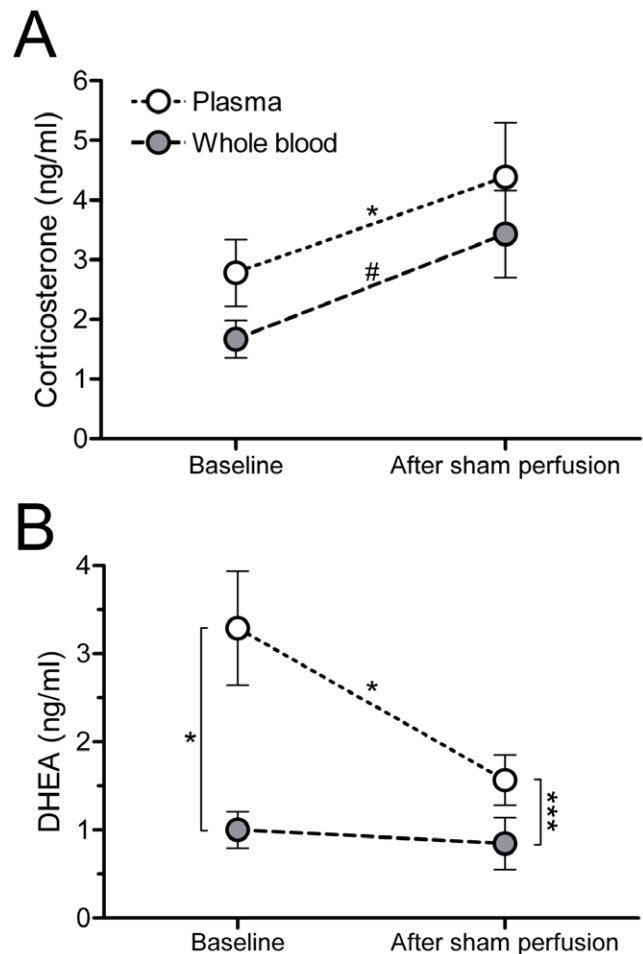 A
Corticosterone (ng/ml)
6
5
4
3
2
1
0
Plasma
Whole blood
*
#
Baseline After sham perfusion
B
DHEA (ng/ml)
4
3
2
1
0
*
*
***
Baseline After sham perfusion